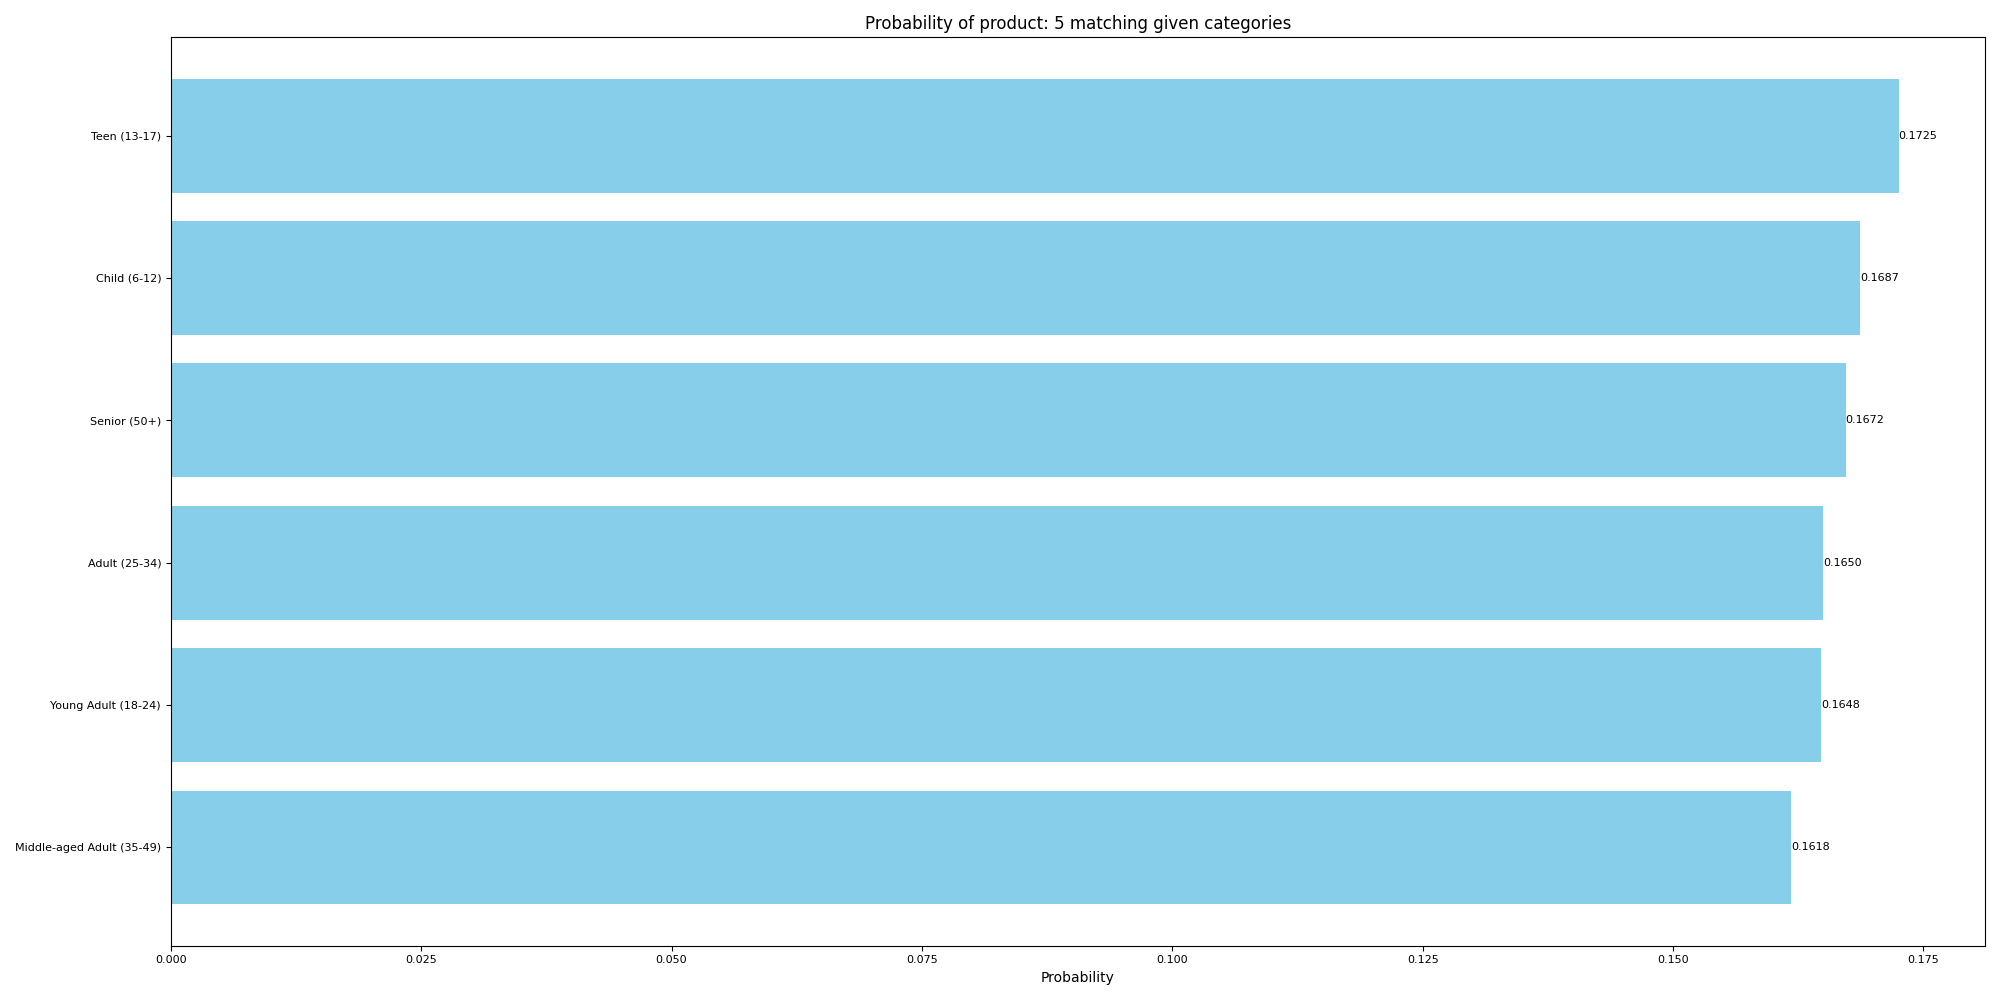 Probability of product: 5 matching given categories
Teen (13-17)
0.1725
Child (6-12)
0.1687
Senior (50+)
0.1672
Adult (25-34)
0.1650
Young Adult (18-24)
0.1648
Middle-aged Adult (35-49)
0.1618
0.000 0.025 0.050 0.075 0.100 0.125 0.150 0.175
Probability